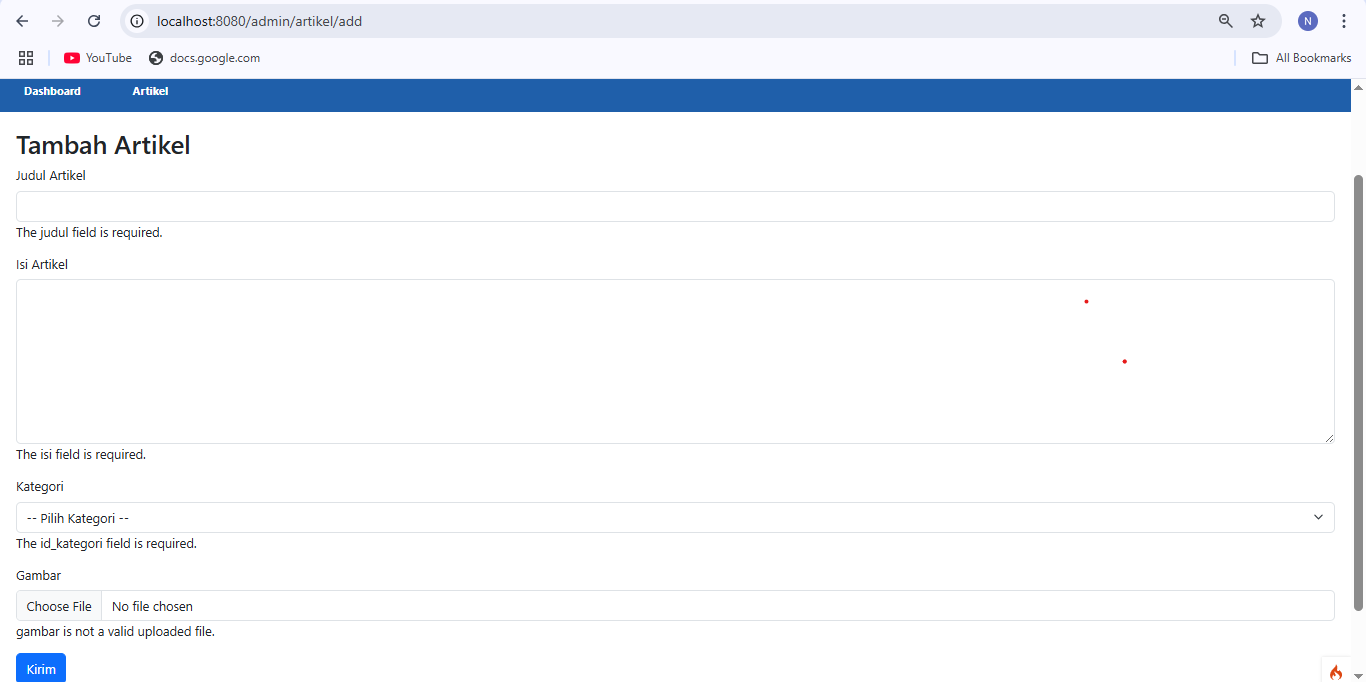 localhost:8080/admin/artikel/add
N
YouTube
docs.google.com
All Bookmarks
Dashboard Artikel
Tambah Artikel
Judul Artikel
The judul field is required.
Isi Artikel
The isi field is required.
Kategori
-- Pilih Kategori --
The id_kategori field is required.
Gambar
Choose File No file chosen
gambar is not a valid uploaded file.
Kirim